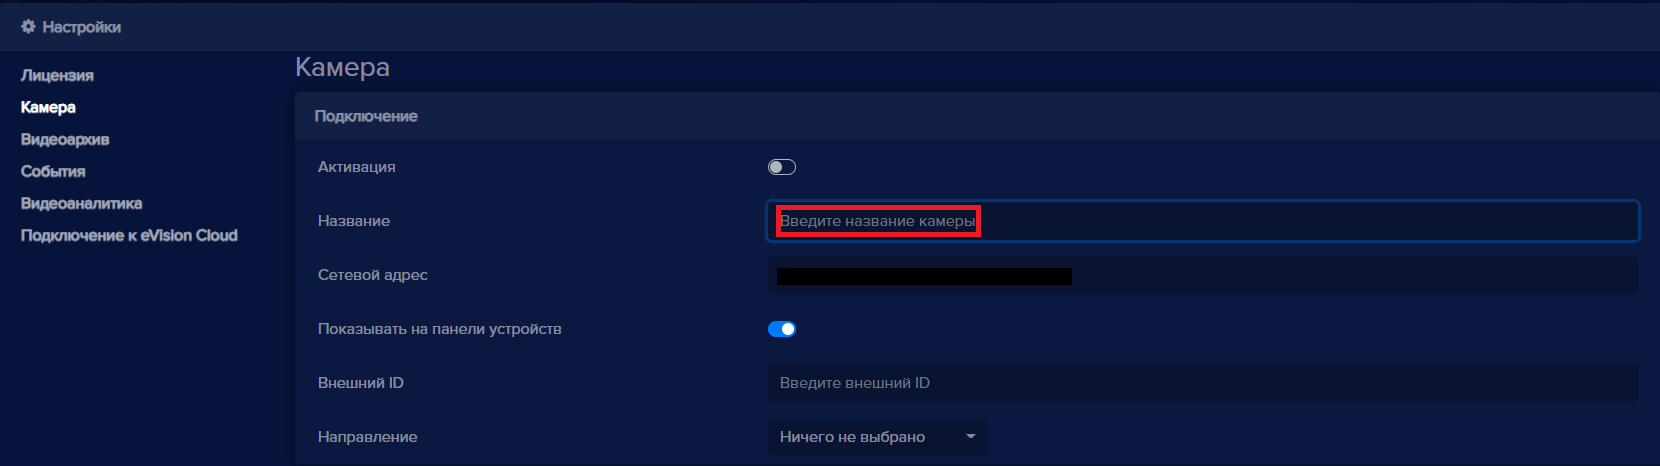 Настройки
Лицензия
Камера
Видеоархив
События
Видеоаналитика
Подключение к eVision Cloud
Камера
Подключение
Активация
Название
Введите название камеры
Сетевой адрес
Показывать на панели устройств
Внешний ID
Введите внешний ID
Направление
Ничего не выбрано